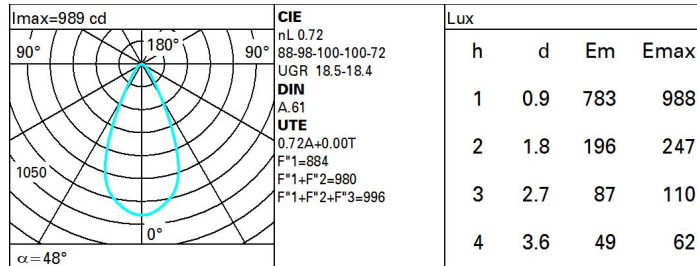 Imax=989 cd
90° 180° 90°
1050
0°
α=48°
CIE
nL 0.72
88-98-100-100-72
UGR 18.5-18.4
DIN
A.61
UTE
0.72A+0.00T
F"1=884
F"1+F"2=980
F"1+F"2+F"3=996
Lux
h d Em Emax
1 0.9 783 988
2 1.8 196 247
3 2.7 87 110
4 3.6 49 62